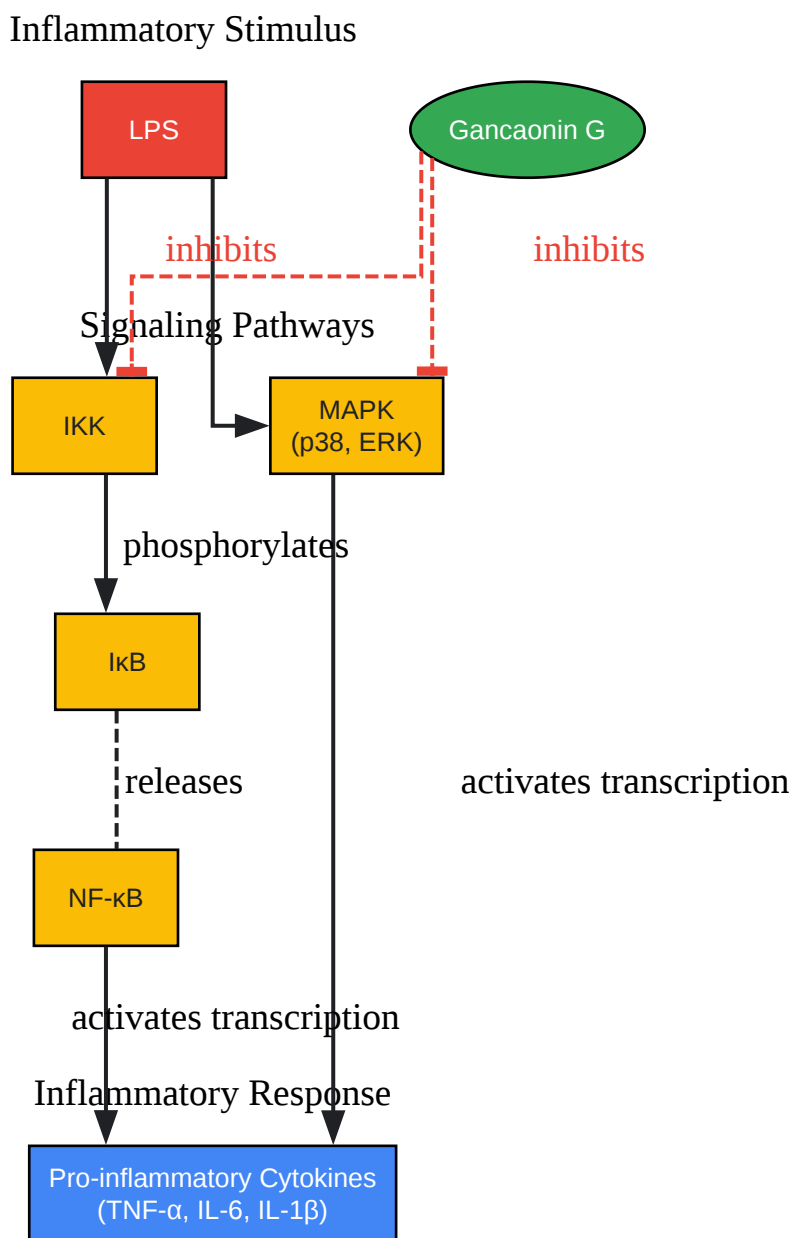 Inflammatory Stimulus
LPS
Gancaonin G
inhibits
inhibits
Signaling Pathways
IKK
MAPK
(p38, ERK)
phosphorylates
IκB
releases
activates transcription
NF-κB
activates transcription
Inflammatory Response
Pro-inflammatory Cytokines
(TNF-α, IL-6, IL-1β)